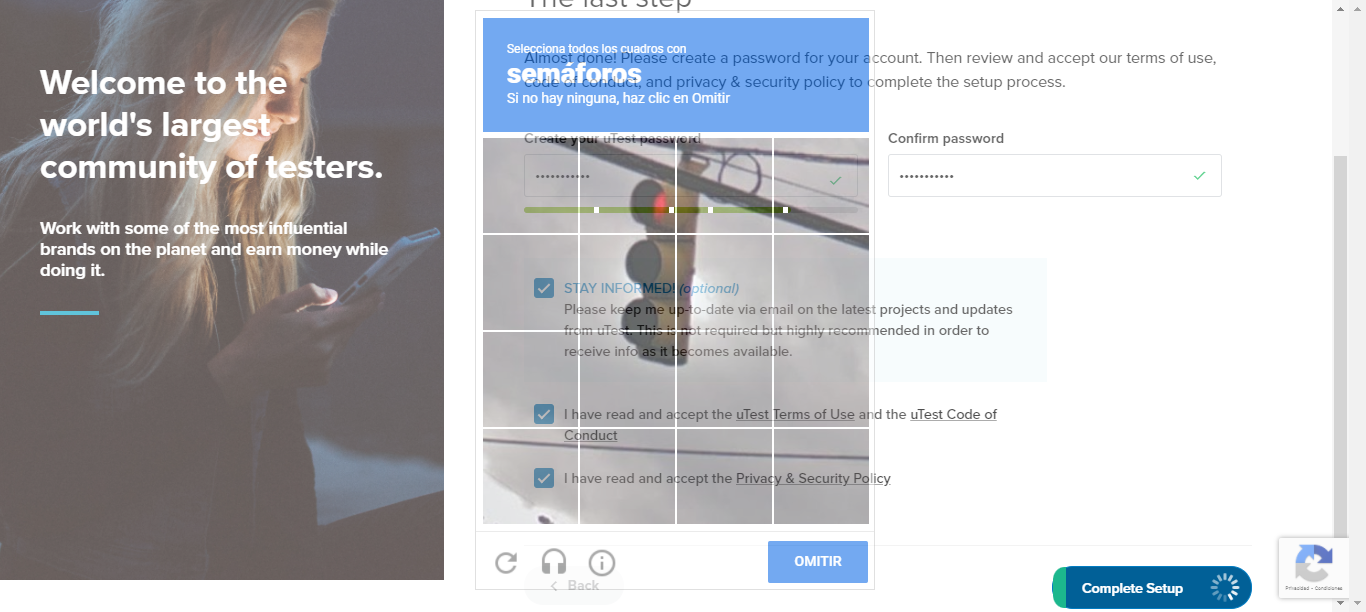 Welcome to the
world's largest
community of testers.
Work with some of the most influential
brands on the planet and earn money while
doing it.
The last step
Almost done! Please create a password for your account. Then review and accept our terms of use,
code of conduct, and privacy & security policy to complete the setup process.
Selecciona todos los cuadros con
semáforos
Si no hay ninguna, haz clic en Omitir
Create your uTest password
Confirm password
STAY INFORMED! (optional)
Please keep me up-to-date via email on the latest projects and updates
from uTest. This is not required but highly recommended in order to
receive info as it becomes available.
I have read and accept the uTest Terms of Use and the uTest Code of
Conduct
I have read and accept the Privacy & Security Policy
OMITIR
Back
Complete Setup
Privacidad - Condiciones